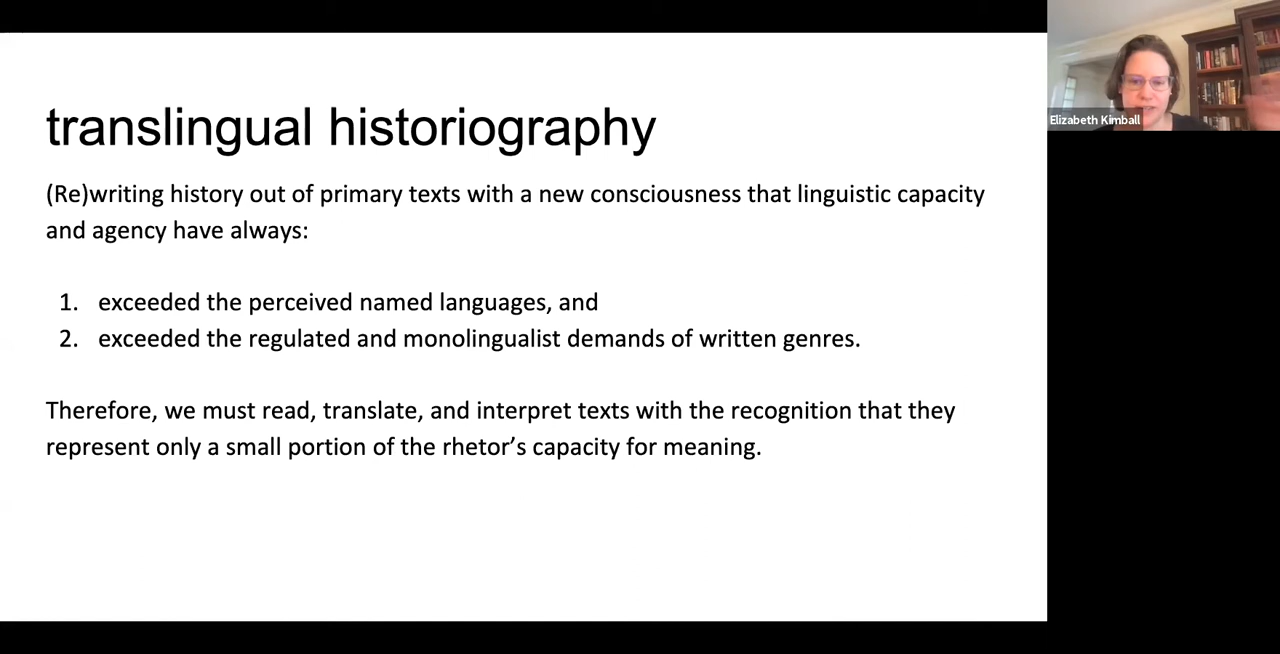 translingual historiography
(Re)writing history out of primary texts with a new consciousness that linguistic capacity
and agency have always:
1. exceeded the perceived named languages, and
2. exceeded the regulated and monolingualist demands of written genres.
Therefore, we must read, translate, and interpret texts with the recognition that they
represent only a small portion of the rhetor’s capacity for meaning.
Elizabeth Kimball